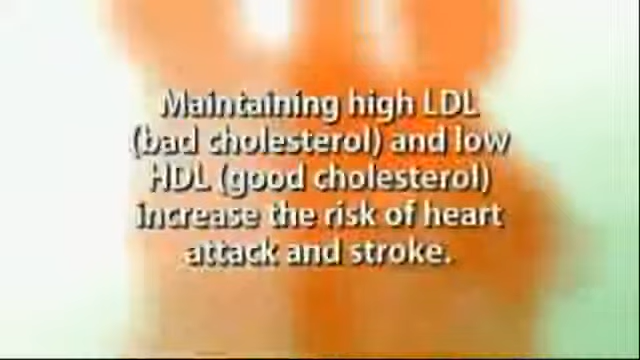 Maintaining high LDL
(bad cholesterol) and low
HDL (good cholesterol)
increase the risk of heart
attack and stroke.